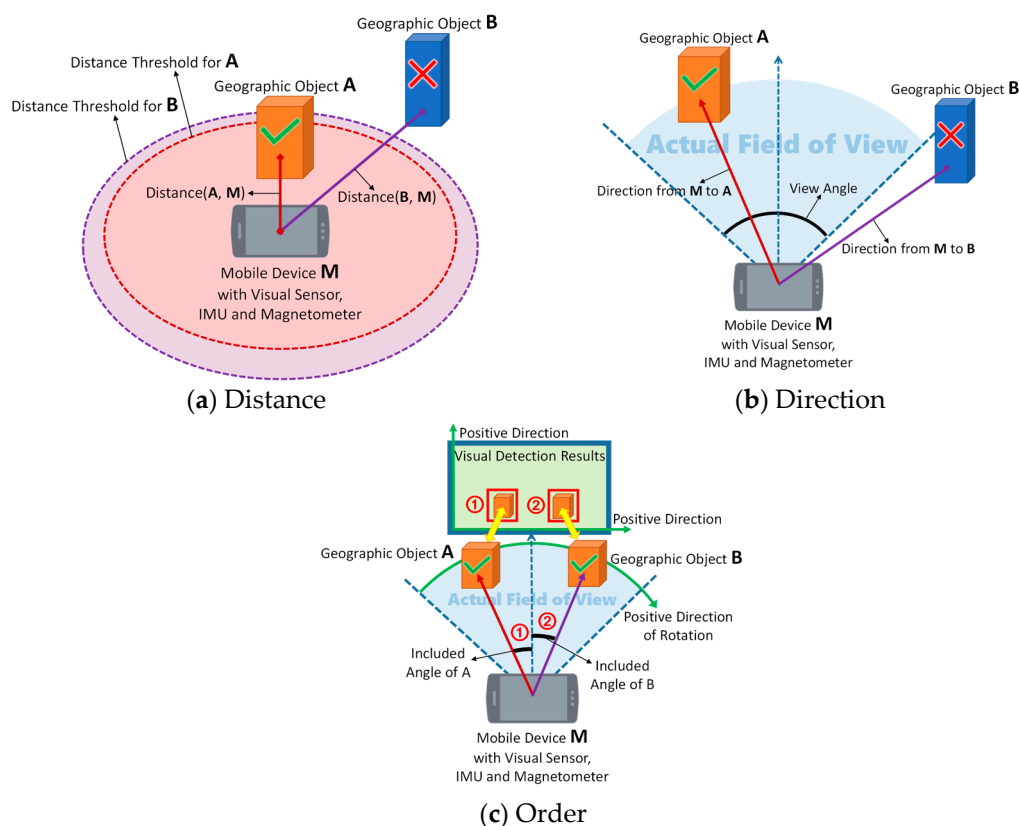 Geographic Object B
Distance Threshold for A
Geographic Object A
Distance Threshold for B
Distance(A, M)
Distance(B, M)
Mobile Device M
with Visual Sensor,
IMU and Magnetometer
(a) Distance
Geographic Object A
Geographic Object B
Actual Field of View
Direction from M to A
View Angle
Direction from M to B
Mobile Device M
with Visual Sensor,
IMU and Magnetometer
(b) Direction
Positive Direction
Visual Detection Results
① ②
Positive Direction
Geographic Object A
Geographic Object B
Actual Field of View
Positive Direction
of Rotation
① ②
Included
Angle of A
Included
Angle of B
Mobile Device M
with Visual Sensor,
IMU and Magnetometer
(c) Order